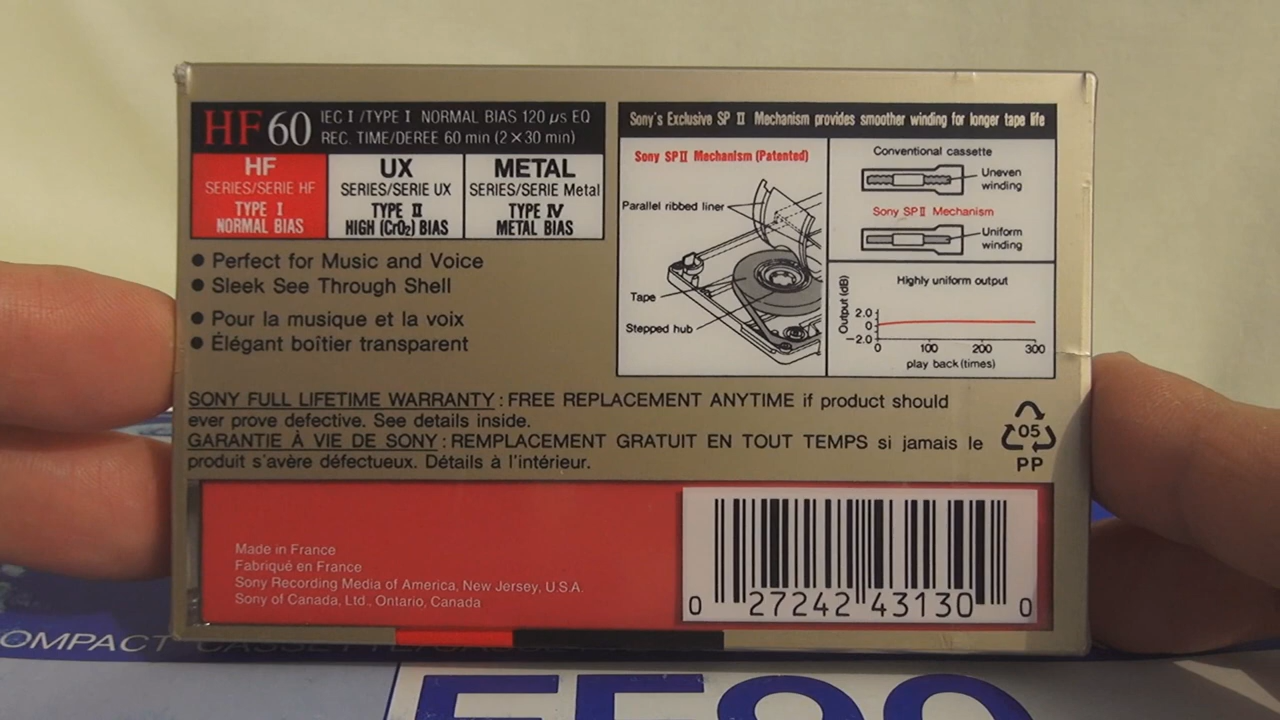 HF 60 IEC I /TYPE I NORMAL BIAS 120 μs EQ
REC. TIME/DEREE 60 min (2 × 30 min)
HF
SERIES/SERIE HF
TYPE I
NORMAL BIAS
UX
SERIES/SERIE UX
TYPE II
HIGH (CrO₂) BIAS
METAL
SERIES/SERIE Metal
TYPE IV
METAL BIAS
● Perfect for Music and Voice
● Sleek See Through Shell
● Pour la musique et la voix
● Élégant boîtier transparent
Sony's Exclusive SP II Mechanism provides smoother winding for longer tape life
Sony SPII Mechanism (Patented)
Parallel ribbed liner
Tape
Stepped hub
Conventional cassette
Uneven
winding
Sony SPII Mechanism
Uniform
winding
Highly uniform output
Output (dB)
2.0
0
−2.0
0 100 200 300
play back (times)
SONY FULL LIFETIME WARRANTY : FREE REPLACEMENT ANYTIME if product should
ever prove defective. See details inside.
GARANTIE À VIE DE SONY : REMPLACEMENT GRATUIT EN TOUT TEMPS si jamais le
produit s'avère défectueux. Détails à l'intérieur.
05
PP
Made in France
Fabriqué en France
Sony Recording Media of America, New Jersey, U.S.A.
Sony of Canada, Ltd., Ontario, Canada
0 27242 43130 0
COMPACT